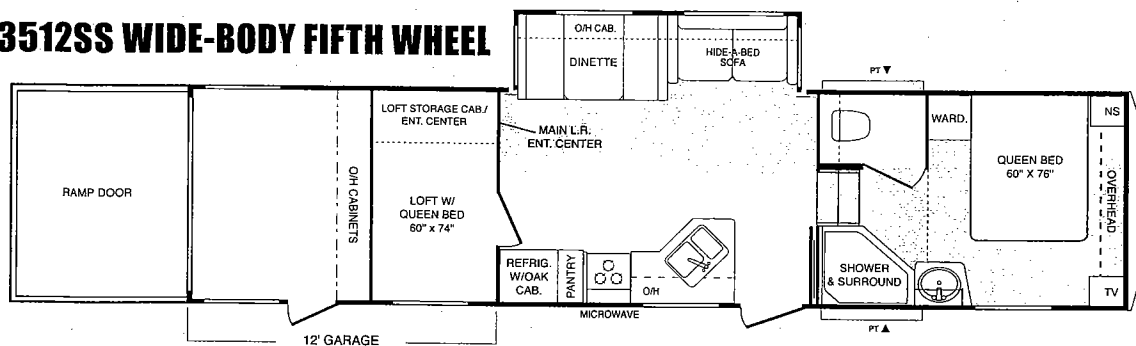 3512SS WIDE-BODY FIFTH WHEEL
O/H CAB.
DINETTE
HIDE-A-BED
SOFA
PT ▼
LOFT STORAGE CAB./
ENT. CENTER
MAIN L.R.
ENT. CENTER
WARD.
NS
RAMP DOOR
O/H CABINETS
LOFT W/
QUEEN BED
60" x 74"
QUEEN BED
60" X 76"
OVERHEAD
REFRIG.
W/OAK
CAB.
PANTRY
O/H
SHOWER
& SURROUND
TV
MICROWAVE
PT ▲
12' GARAGE